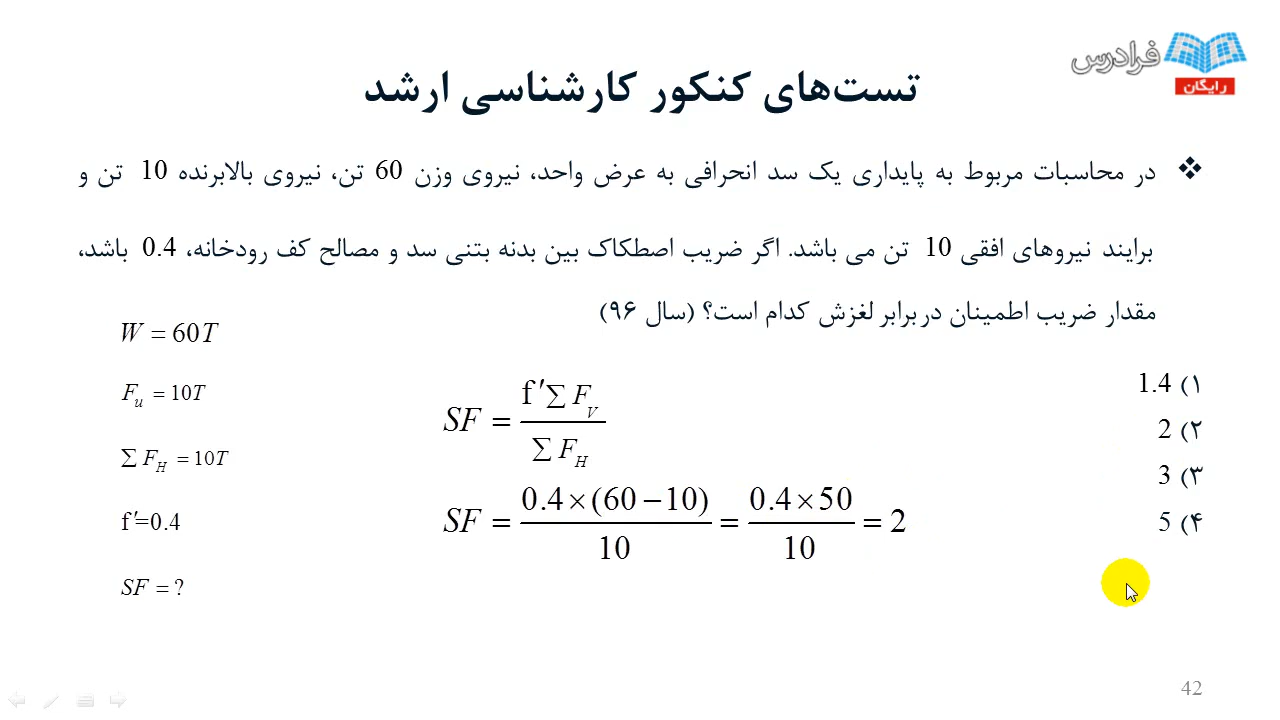 فرادرس
رایگان
تست‌های کنکور کارشناسی ارشد
❖ در محاسبات مربوط به پایداری یک سد انحرافی به عرض واحد، نیروی وزن 60 تن، نیروی بالابرنده 10 تن و
برایند نیروهای افقی 10 تن می باشد. اگر ضریب اصطکاک بین بدنه بتنی سد و مصالح کف رودخانه، 0.4 باشد،
مقدار ضریب اطمینان در برابر لغزش کدام است؟ (سال ۹۶)
۱) 1.4
۲) 2
۳) 3
۴) 5
W = 60T
F_u = 10T
∑ F_H = 10T
f′=0.4
SF = ?
SF = f′∑ F_V / ∑ F_H
SF = 0.4×(60−10) / 10 = 0.4×50 / 10 = 2
42